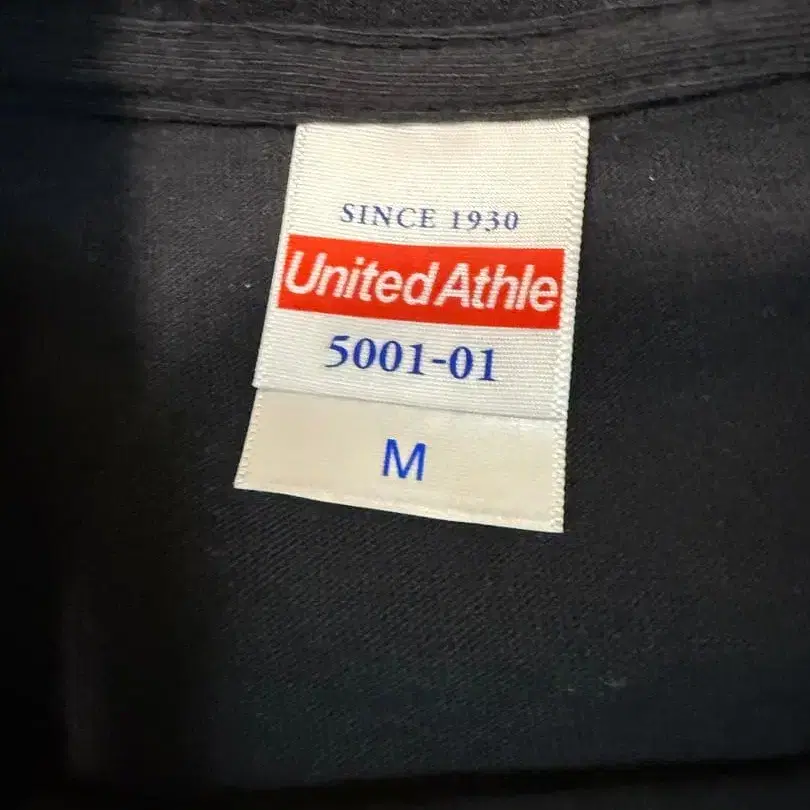 SINCE 1930
United Athle
5001-01
M